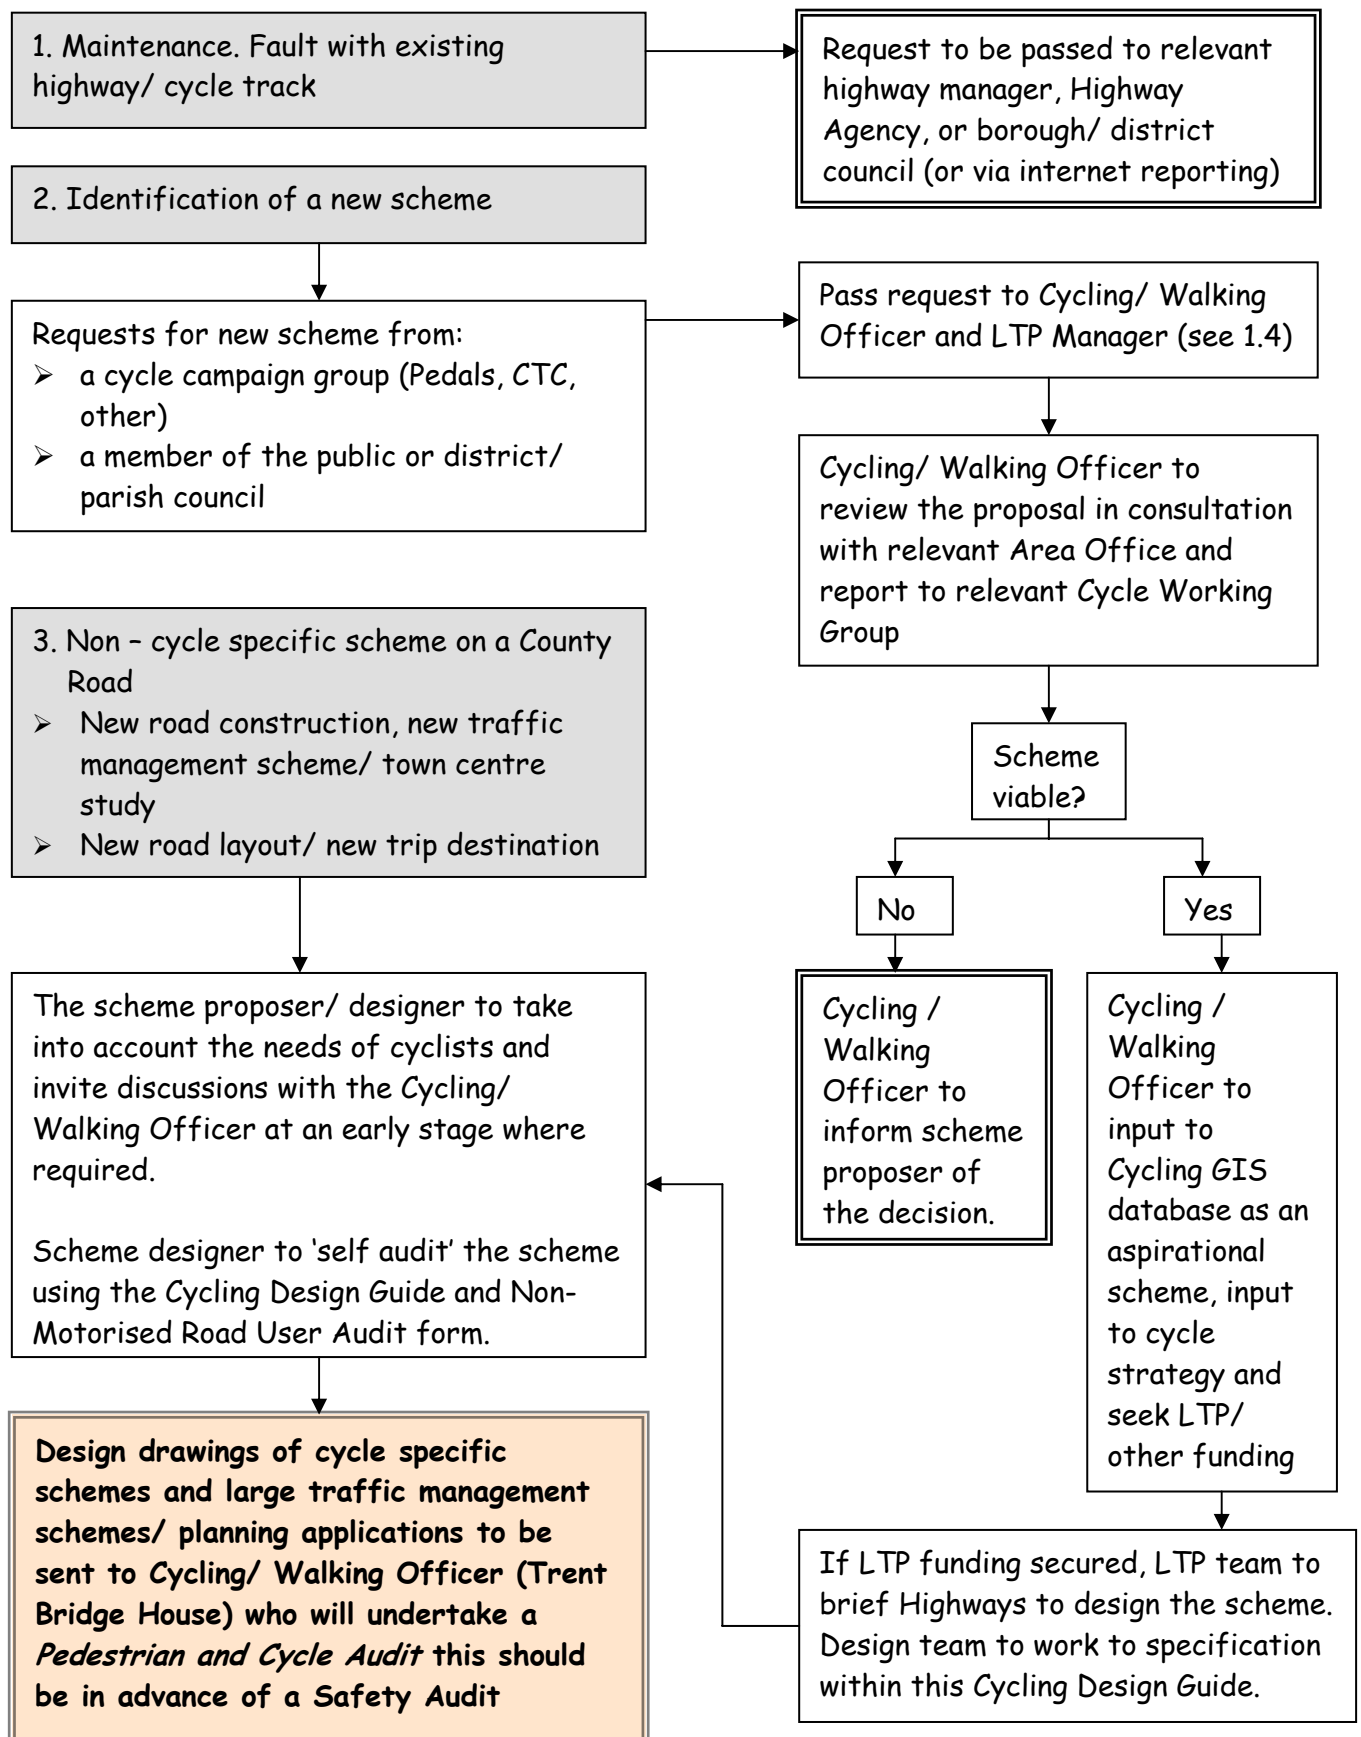 1. Maintenance. Fault with existing
highway/ cycle track
Request to be passed to relevant
highway manager, Highway
Agency, or borough/ district
council (or via internet reporting)
2. Identification of a new scheme
Requests for new scheme from:
➢ a cycle campaign group (Pedals, CTC,
other)
➢ a member of the public or district/
parish council
Pass request to Cycling/ Walking
Officer and LTP Manager (see 1.4)
Cycling/ Walking Officer to
review the proposal in consultation
with relevant Area Office and
report to relevant Cycle Working
Group
Scheme
viable?
No
Yes
Cycling /
Walking
Officer to
inform scheme
proposer of
the decision.
Cycling /
Walking
Officer to
input to
Cycling GIS
database as an
aspirational
scheme, input
to cycle
strategy and
seek LTP/
other funding
If LTP funding secured, LTP team to
brief Highways to design the scheme.
Design team to work to specification
within this Cycling Design Guide.
3. Non – cycle specific scheme on a County
Road
➢ New road construction, new traffic
management scheme/ town centre
study
➢ New road layout/ new trip destination
The scheme proposer/ designer to take
into account the needs of cyclists and
invite discussions with the Cycling/
Walking Officer at an early stage where
required.
Scheme designer to ‘self audit’ the scheme
using the Cycling Design Guide and Non-
Motorised Road User Audit form.
Design drawings of cycle specific
schemes and large traffic management
schemes/ planning applications to be
sent to Cycling/ Walking Officer (Trent
Bridge House) who will undertake a
Pedestrian and Cycle Audit this should
be in advance of a Safety Audit